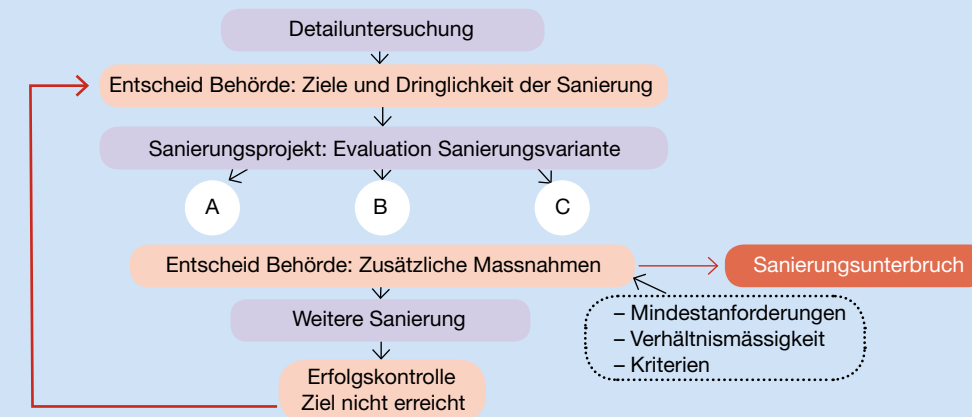 Detailuntersuchung
Entscheid Behörde: Ziele und Dringlichkeit der Sanierung
Sanierungsprojekt: Evaluation Sanierungsvariante
A
B
C
Entscheid Behörde: Zusätzliche Massnahmen
Sanierungsunterbruch
Weitere Sanierung
– Mindestanforderungen
– Verhältnismässigkeit
– Kriterien
Erfolgskontrolle
Ziel nicht erreicht